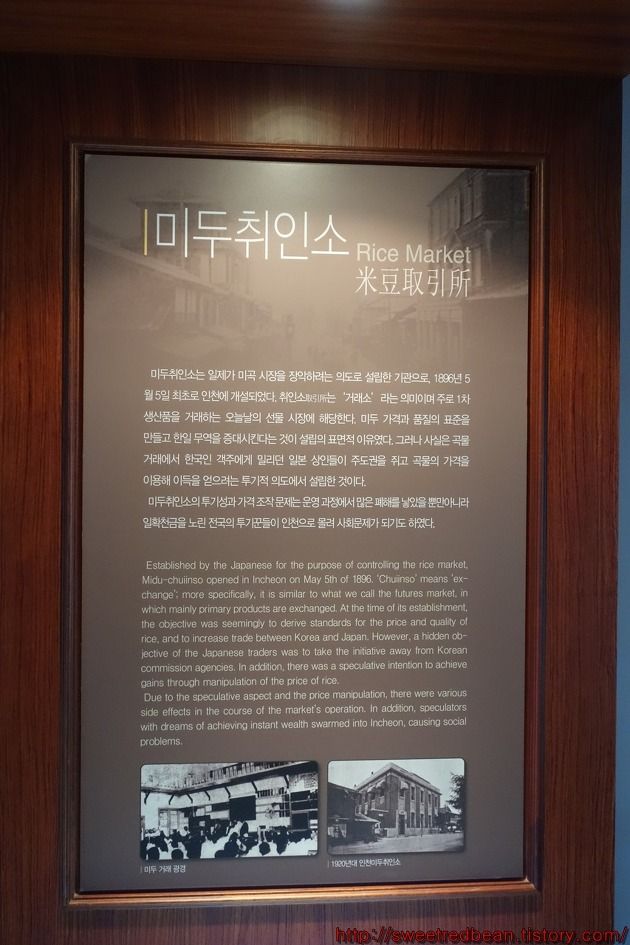 미두취인소
Rice Market
米豆取引所
미두취인소는 일제가 미곡 시장을 장악하려는 의도로 설립한 기관으로, 1896년 5
월 5일 최초로 인천에 개설되었다. 취인소取引所는 ‘거래소’ 라는 의미이며 주로 1차
생산품을 거래하는 오늘날의 선물 시장에 해당한다. 미두 가격과 품질의 표준을
만들고 한일 무역을 증대시킨다는 것이 설립의 표면적 이유였다. 그러나 사실은 곡물
거래에서 한국인 객주에게 밀리던 일본 상인들이 주도권을 쥐고 곡물의 가격을
이용해 이득을 얻으려는 투기적 의도에서 설립한 것이다.
미두취인소의 투기성과 가격 조작 문제는 운영 과정에서 많은 폐해를 낳았을 뿐만아니라
일확천금을 노린 전국의 투기꾼들이 인천으로 몰려 사회문제가 되기도 하였다.
Established by the Japanese for the purpose of controlling the rice market,
Midu-chuiinso opened in Incheon on May 5th of 1896. 'Chuiinso' means 'ex-
change'; more specifically, it is similar to what we call the futures market, in
which mainly primary products are exchanged. At the time of its establishment,
the objective was seemingly to derive standards for the price and quality of
rice, and to increase trade between Korea and Japan. However, a hidden ob-
jective of the Japanese traders was to take the initiative away from Korean
commission agencies. In addition, there was a speculative intention to achieve
gains through manipulation of the price of rice.
Due to the speculative aspect and the price manipulation, there were various
side effects in the course of the market's operation. In addition, speculators
with dreams of achieving instant wealth swarmed into Incheon, causing social
problems.
미두 거래 광경
1920년대 인천미두취인소
http://sweetredbean.tistory.com/